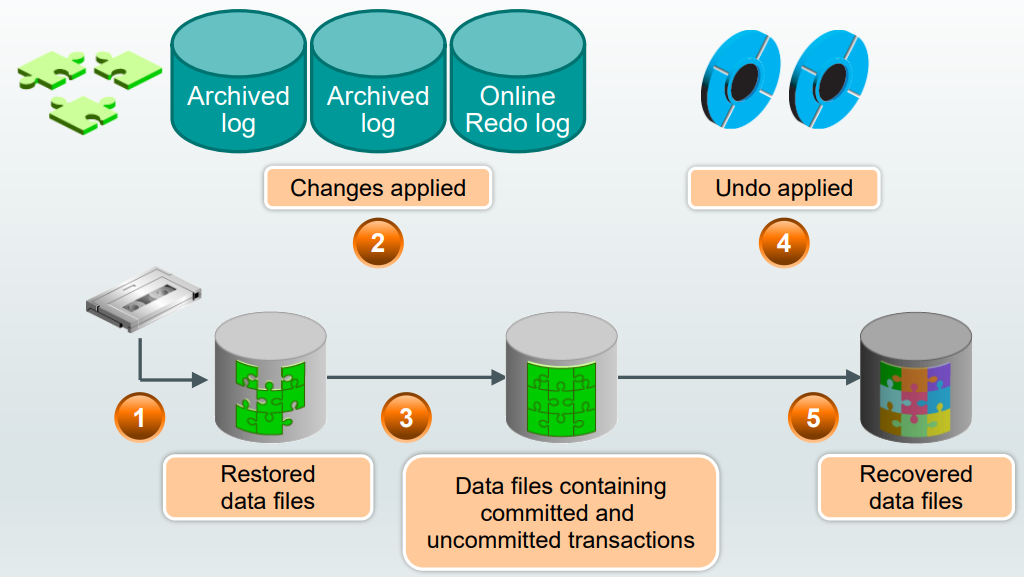 Archived
log
Archived
log
Online
Redo log
Changes applied
2
Undo applied
4
1
3
5
Restored
data files
Data files containing
committed and
uncommitted transactions
Recovered
data files